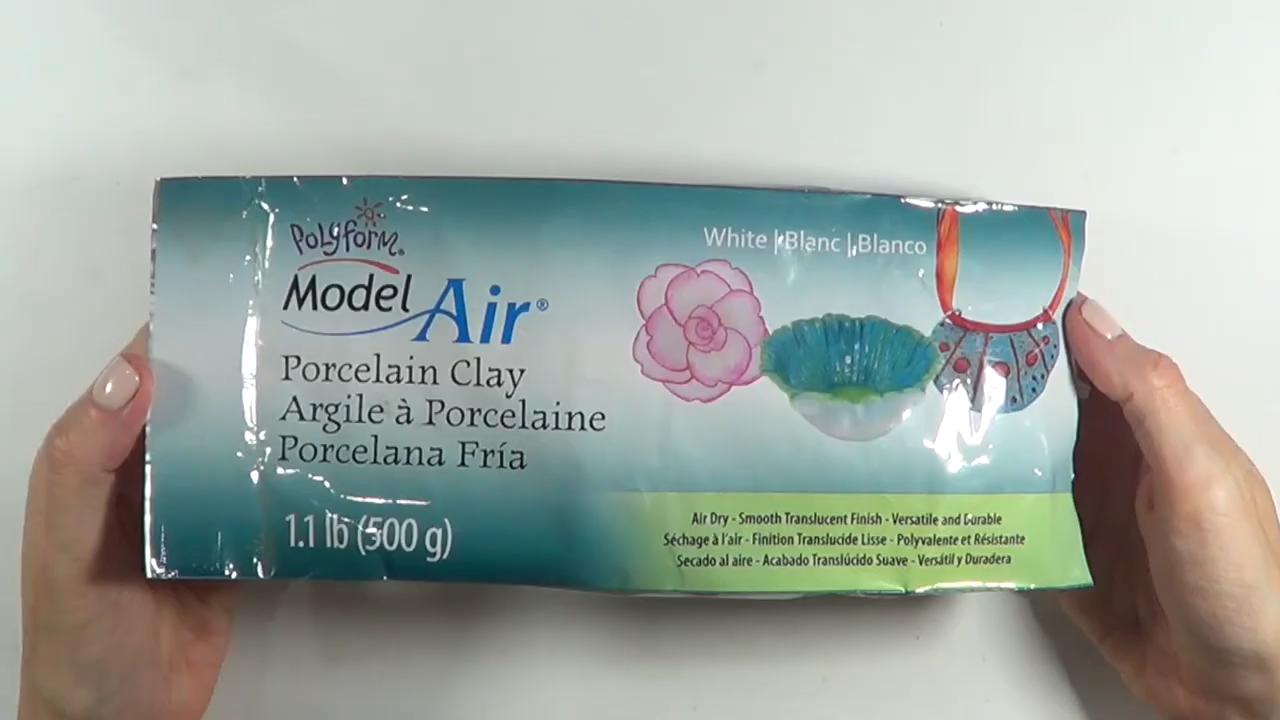 Polyform®
Model Air®
Porcelain Clay
Argile à Porcelaine
Porcelana Fría
1.1 lb (500 g)
White | Blanc | Blanco
Air Dry - Smooth Translucent Finish - Versatile and Durable
Séchage à l'air - Finition Translucide Lisse - Polyvalente et Résistante
Secado al aire - Acabado Translúcido Suave - Versátil y Duradera